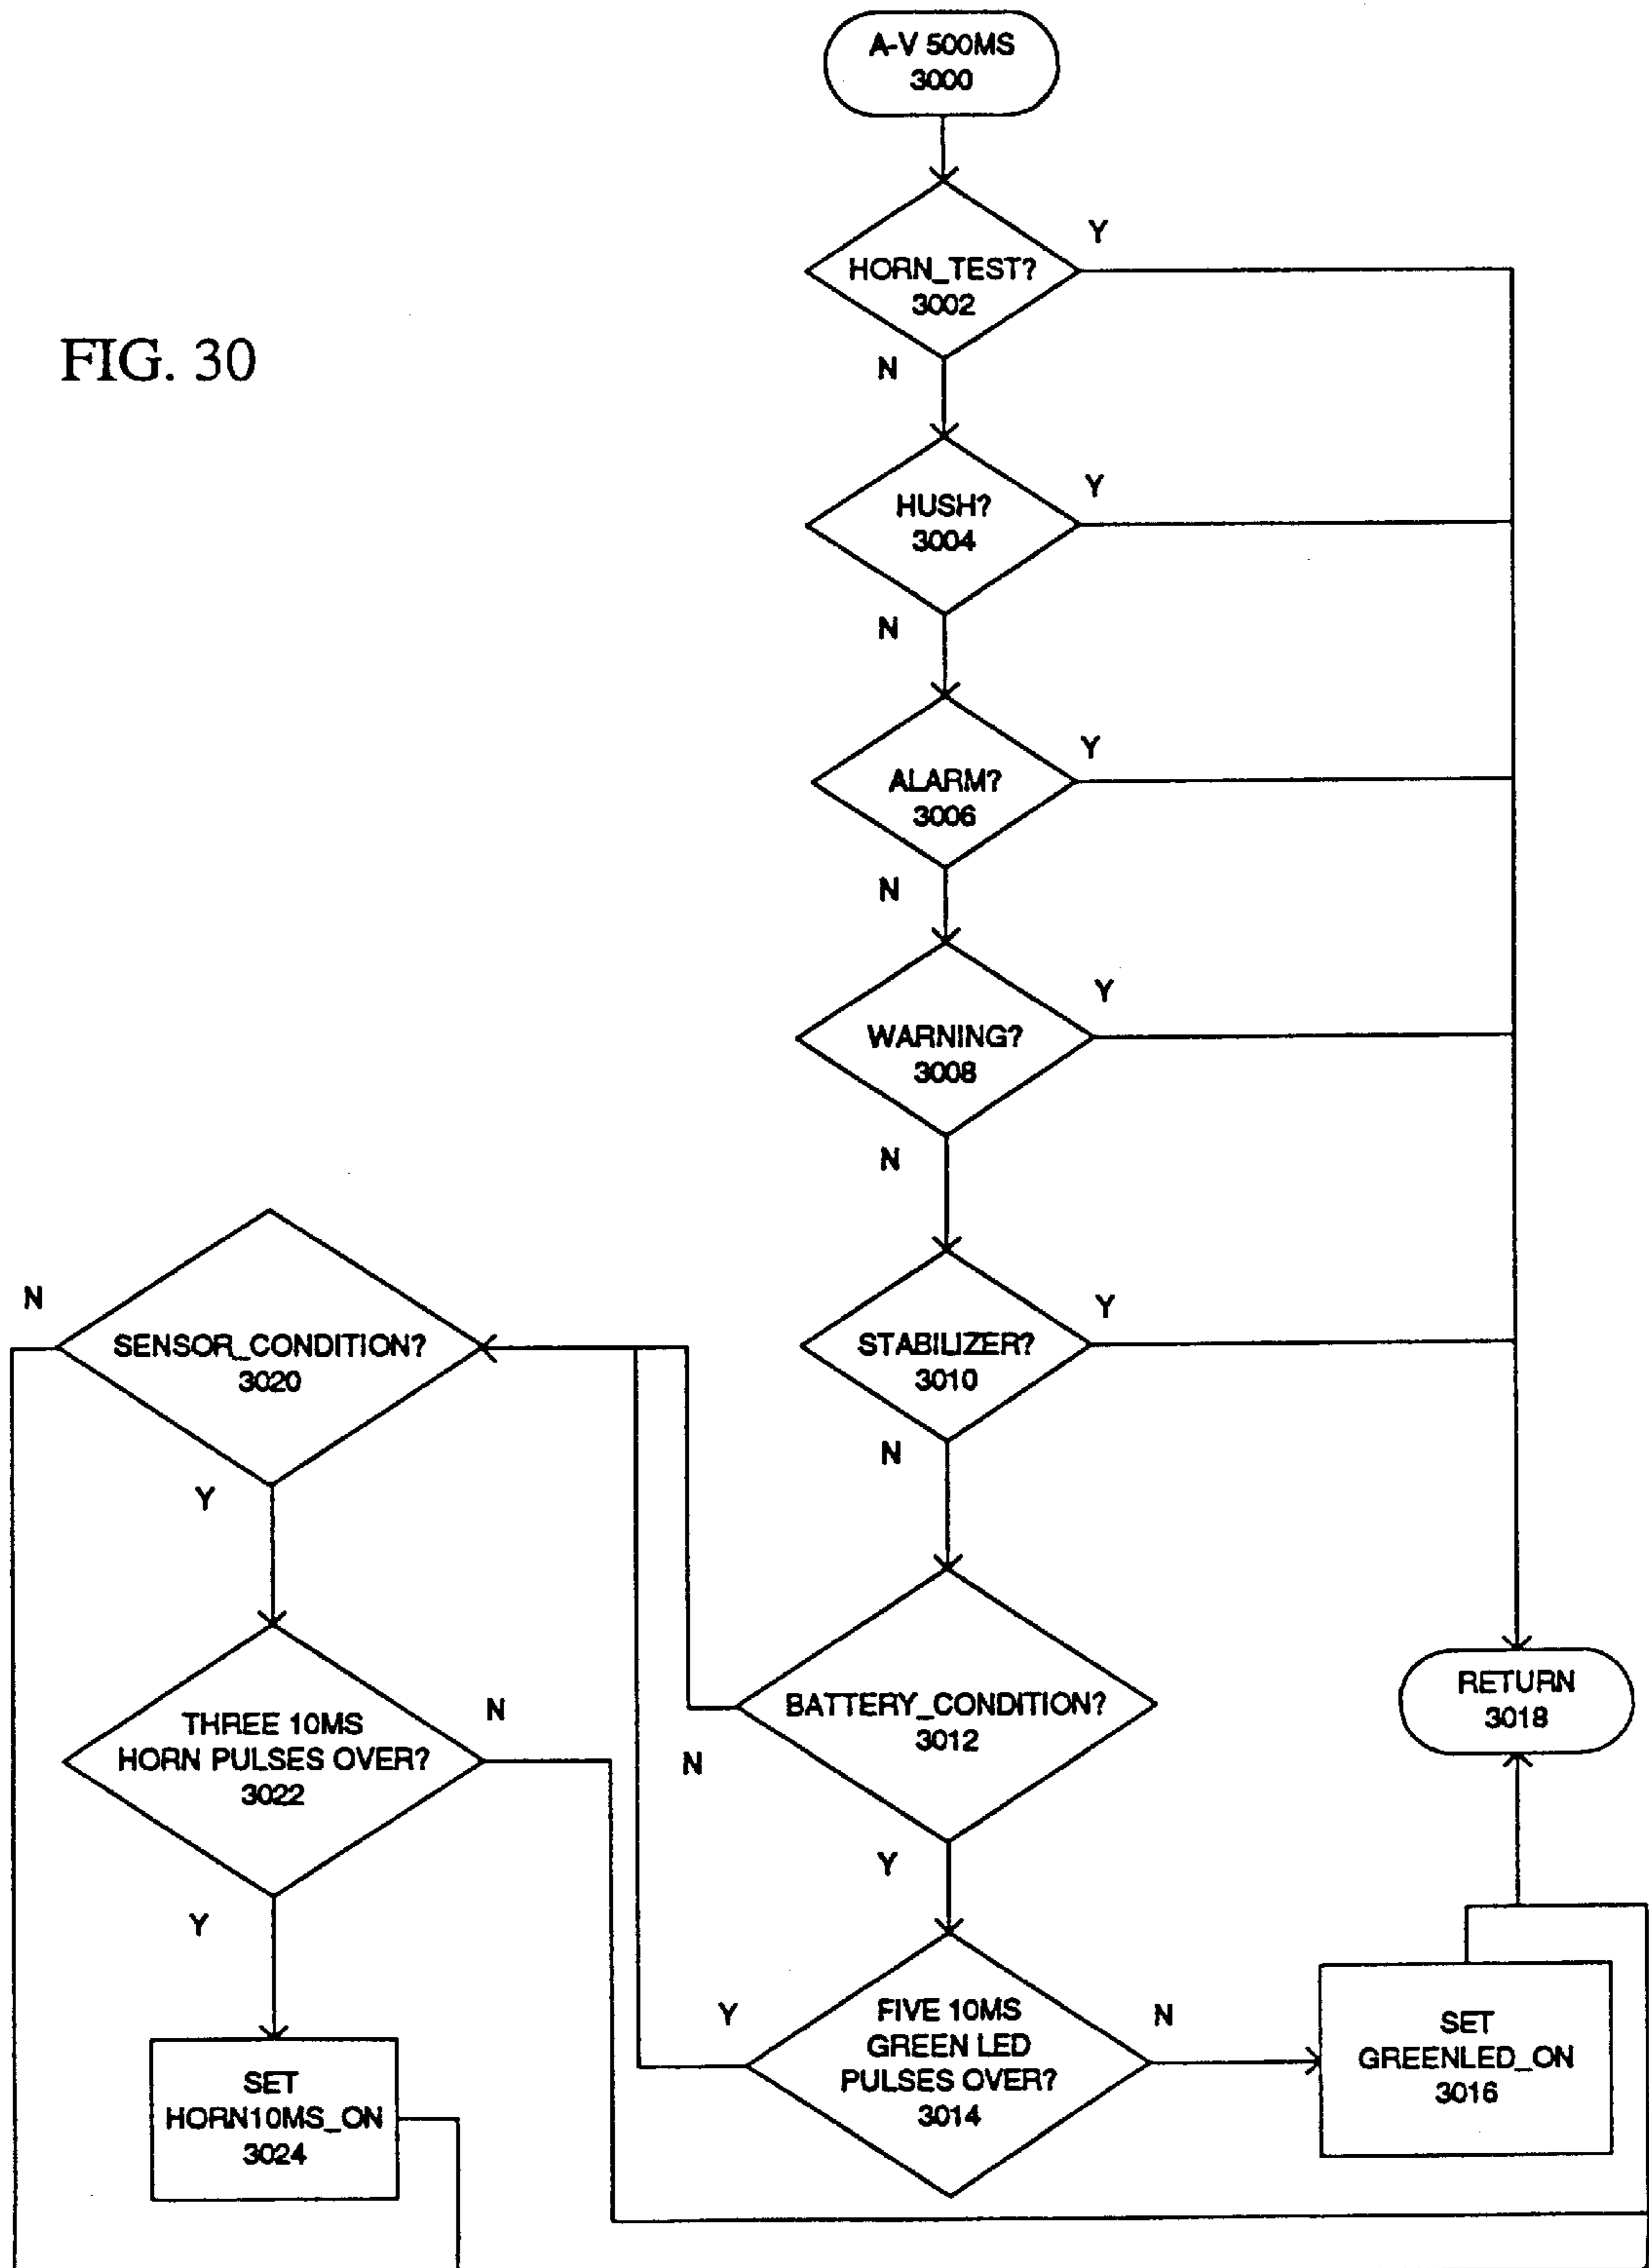 A-V 500MS
3000
Y
HORN_TEST?
3002
FIG. 30
N
Y
HUSH?
3004
N
Y
ALARM?
3006
N
Y
WARNING?
3008
N
N
Y
SENSOR_CONDITION?
3020
STABILIZER?
3010
N
Y
RETURN
3018
THREE 10MS
HORN PULSES OVER?
3022
N
BATTERY_CONDITION?
3012
N
Y
Y
Y
FIVE 10MS
GREEN LED
PULSES OVER?
3014
N
SET
GREENLED_ON
3016
SET
HORN10MS_ON
3024